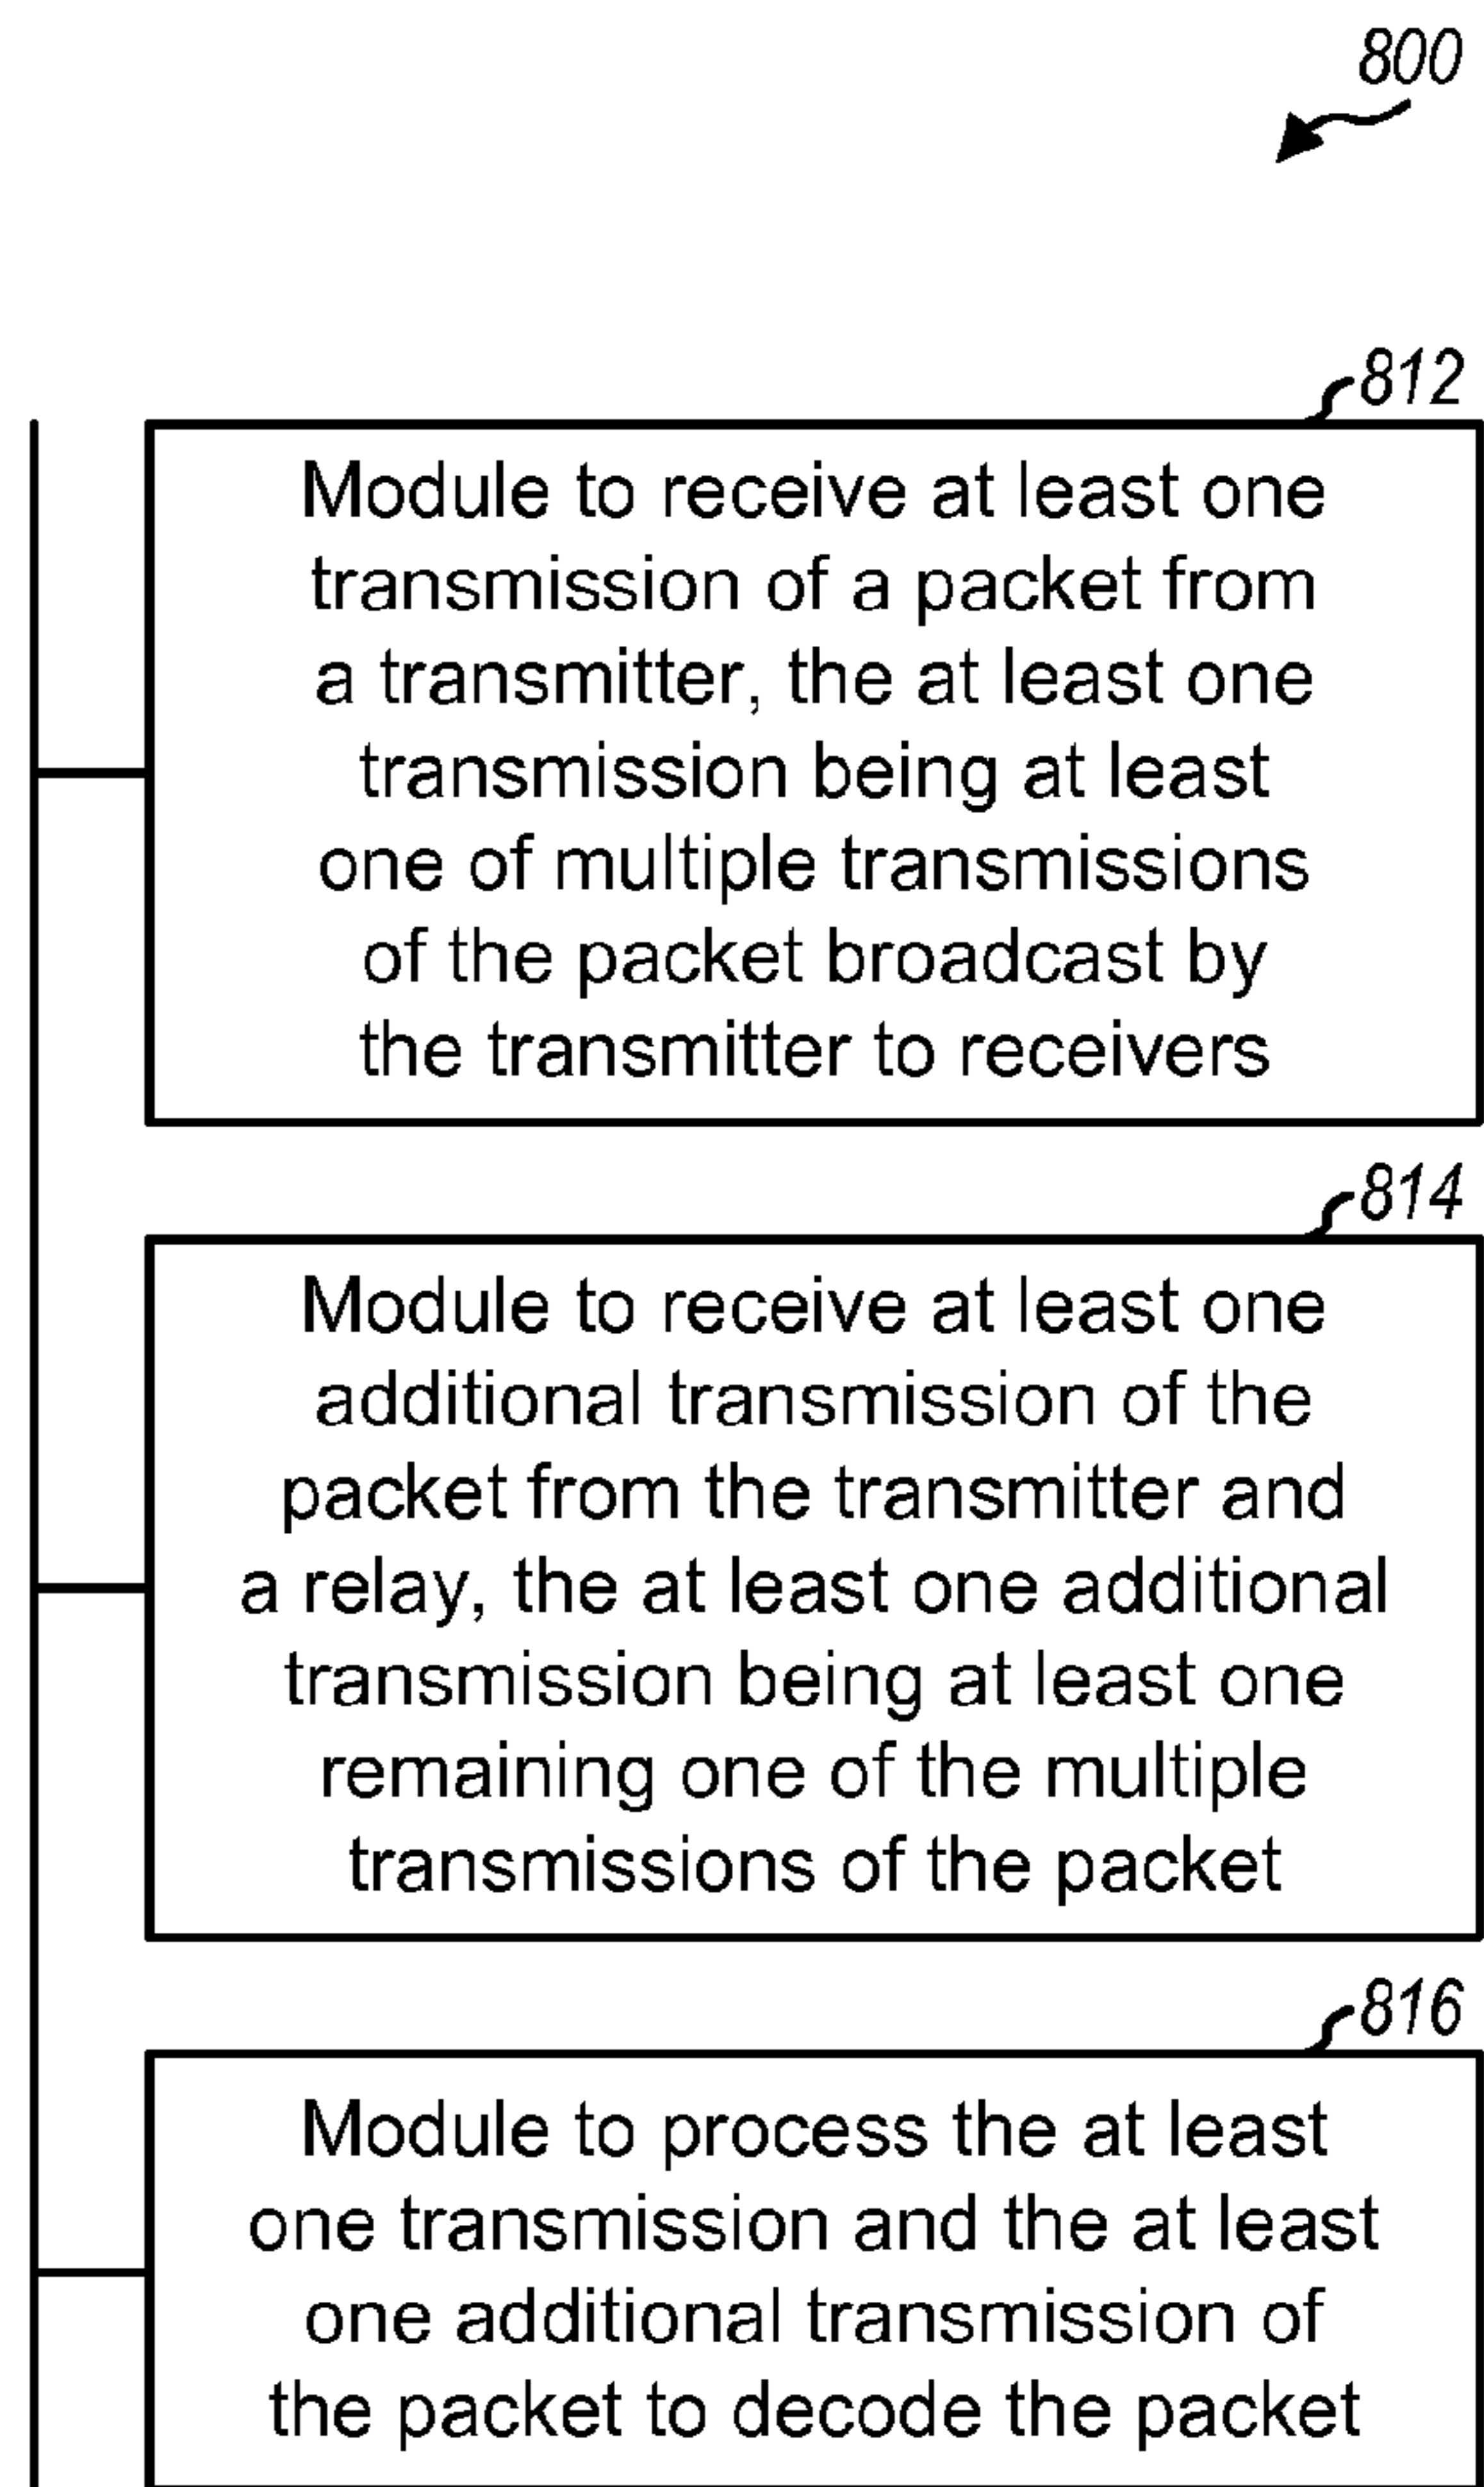 800
812
Module to receive at least one
transmission of a packet from
a transmitter, the at least one
transmission being at least
one of multiple transmissions
of the packet broadcast by
the transmitter to receivers
814
Module to receive at least one
additional transmission of the
packet from the transmitter and
a relay, the at least one additional
transmission being at least one
remaining one of the multiple
transmissions of the packet
816
Module to process the at least
one transmission and the at least
one additional transmission of
the packet to decode the packet